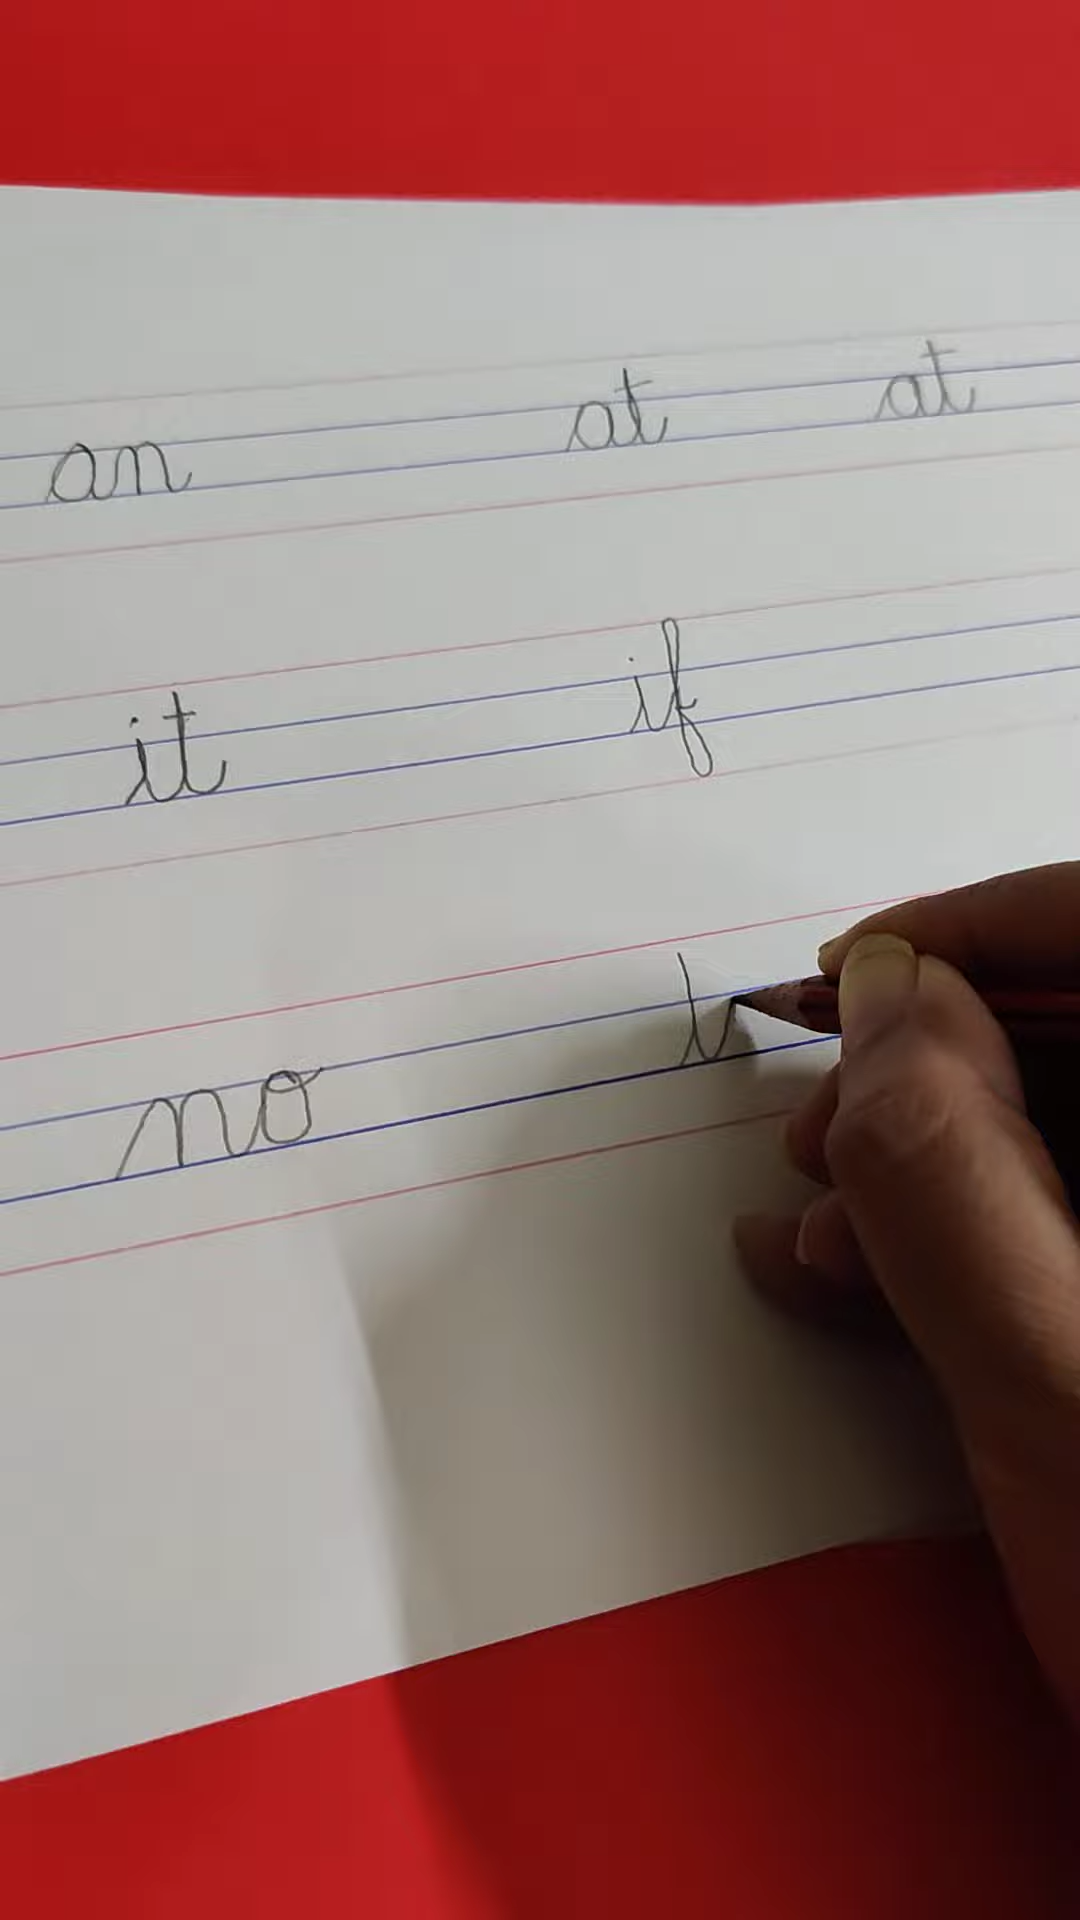 an at at
it if
no